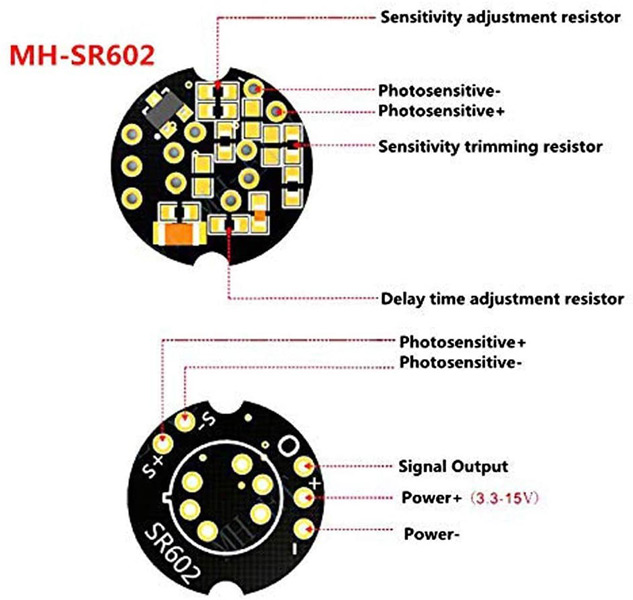 Sensitivity adjustment resistor
MH-SR602
Photosensitive-
Photosensitive+
Sensitivity trimming resistor
Delay time adjustment resistor
Photosensitive+
Photosensitive-
S-
S+
Signal Output
+
Power+ (3.3-15V)
Power-
-
SR602